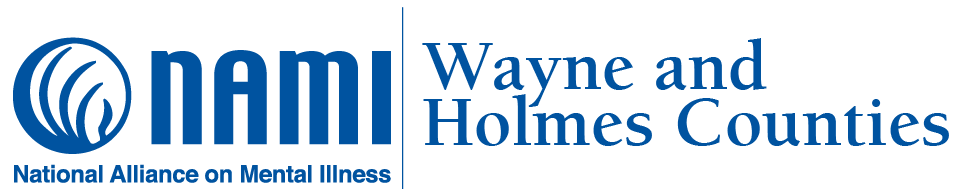 NAMI
National Alliance on Mental Illness
Wayne and
Holmes Counties